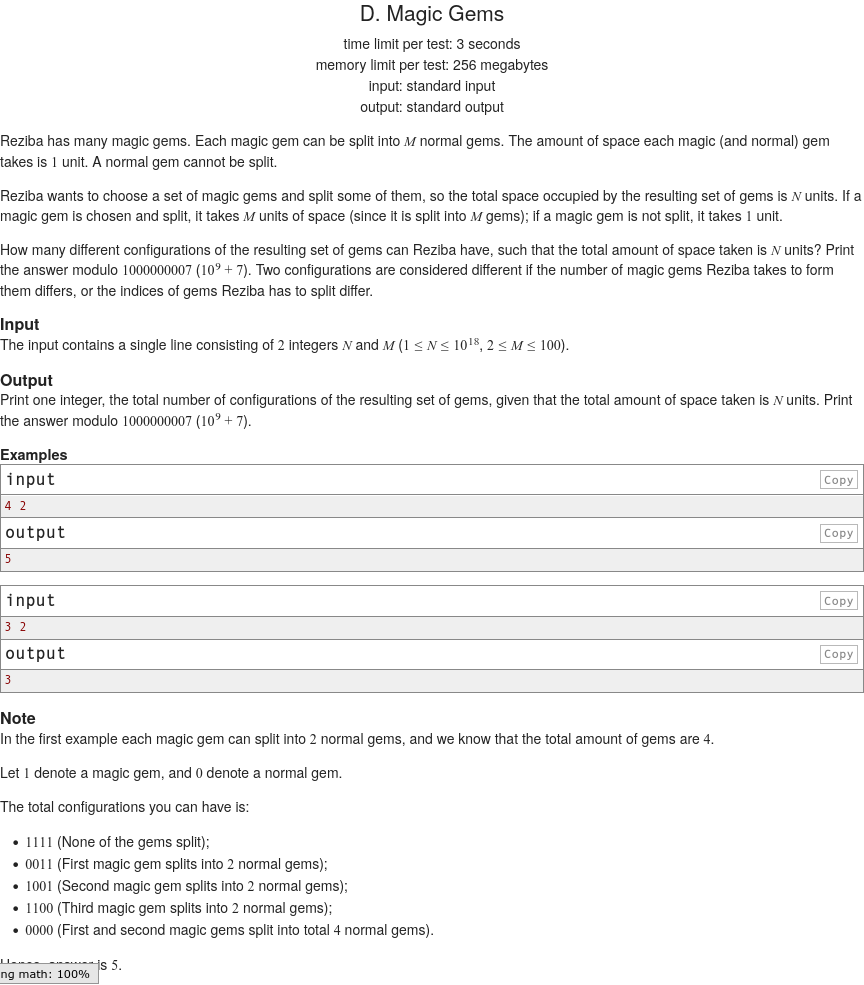 D. Magic Gems
time limit per test: 3 seconds
memory limit per test: 256 megabytes
input: standard input
output: standard output
Reziba has many magic gems. Each magic gem can be split into M normal gems. The amount of space each magic (and normal) gem
takes is 1 unit. A normal gem cannot be split.
Reziba wants to choose a set of magic gems and split some of them, so the total space occupied by the resulting set of gems is N units. If a
magic gem is chosen and split, it takes M units of space (since it is split into M gems); if a magic gem is not split, it takes 1 unit.
How many different configurations of the resulting set of gems can Reziba have, such that the total amount of space taken is N units? Print
the answer modulo 1000000007 (10⁹ + 7). Two configurations are considered different if the number of magic gems Reziba takes to form
them differs, or the indices of gems Reziba has to split differ.
Input
The input contains a single line consisting of 2 integers N and M (1 ≤ N ≤ 10¹⁸, 2 ≤ M ≤ 100).
Output
Print one integer, the total number of configurations of the resulting set of gems, given that the total amount of space taken is N units. Print
the answer modulo 1000000007 (10⁹ + 7).
Examples
input Copy
4 2
output Copy
5
input Copy
3 2
output Copy
3
Note
In the first example each magic gem can split into 2 normal gems, and we know that the total amount of gems are 4.
Let 1 denote a magic gem, and 0 denote a normal gem.
The total configurations you can have is:
• 1111 (None of the gems split);
• 0011 (First magic gem splits into 2 normal gems);
• 1001 (Second magic gem splits into 2 normal gems);
• 1100 (Third magic gem splits into 2 normal gems);
• 0000 (First and second magic gems split into total 4 normal gems).
is 5.
ng math: 100%